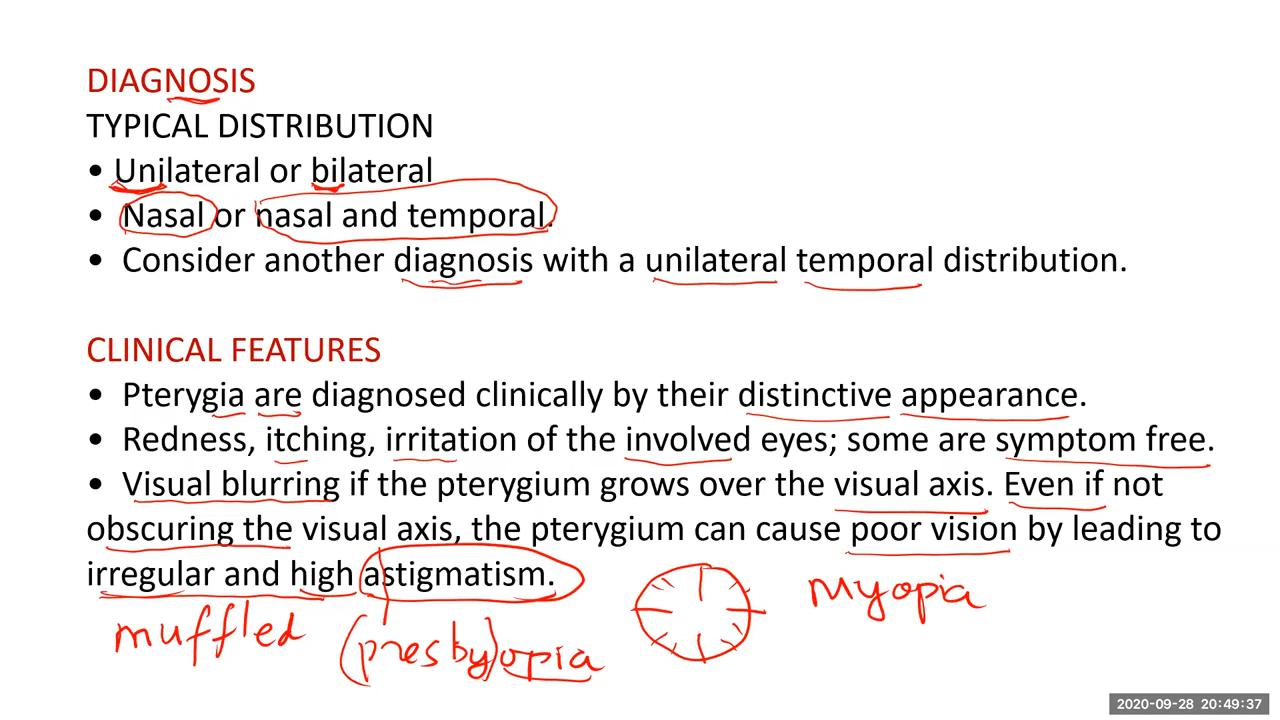 DIAGNOSIS
TYPICAL DISTRIBUTION
• Unilateral or bilateral
• Nasal or nasal and temporal.
• Consider another diagnosis with a unilateral temporal distribution.
CLINICAL FEATURES
• Pterygia are diagnosed clinically by their distinctive appearance.
• Redness, itching, irritation of the involved eyes; some are symptom free.
• Visual blurring if the pterygium grows over the visual axis. Even if not
obscuring the visual axis, the pterygium can cause poor vision by leading to
irregular and high astigmatism.
muffled (presby)opia myopia
2020-09-28 20:49:37